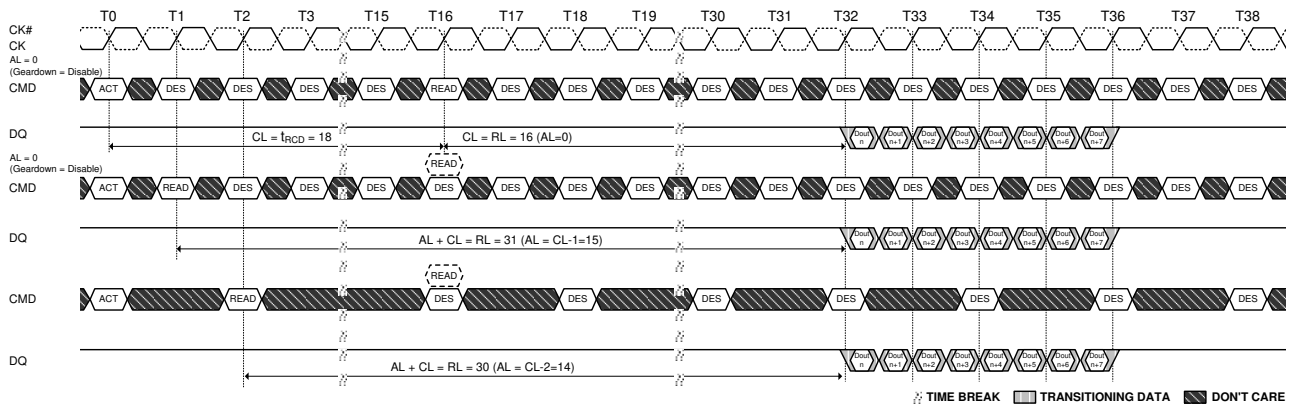 T0 T1 T2 T3 T15 T16 T17 T18 T19 T30 T31 T32 T33 T34 T35 T36 T37 T38
CK#
CK
AL = 0
(Geardown = Disable)
CMD ACT DES DES DES DES READ DES DES DES DES DES DES DES DES DES DES DES DES
DQ CL = tRCD = 18 CL = RL = 16 (AL=0) Dout n Dout n+1 Dout n+2 Dout n+3 Dout n+4 Dout n+5 Dout n+6 Dout n+7
AL = 0
(Geardown = Disable)
READ
CMD ACT READ DES DES DES DES DES DES DES DES DES DES DES DES DES DES DES DES
DQ AL + CL = RL = 31 (AL = CL-1=15) Dout n Dout n+1 Dout n+2 Dout n+3 Dout n+4 Dout n+5 Dout n+6 Dout n+7
READ
CMD ACT READ DES DES DES DES DES DES DES
DQ AL + CL = RL = 30 (AL = CL-2=14) Dout n Dout n+1 Dout n+2 Dout n+3 Dout n+4 Dout n+5 Dout n+6 Dout n+7
TIME BREAK TRANSITIONING DATA DON'T CARE